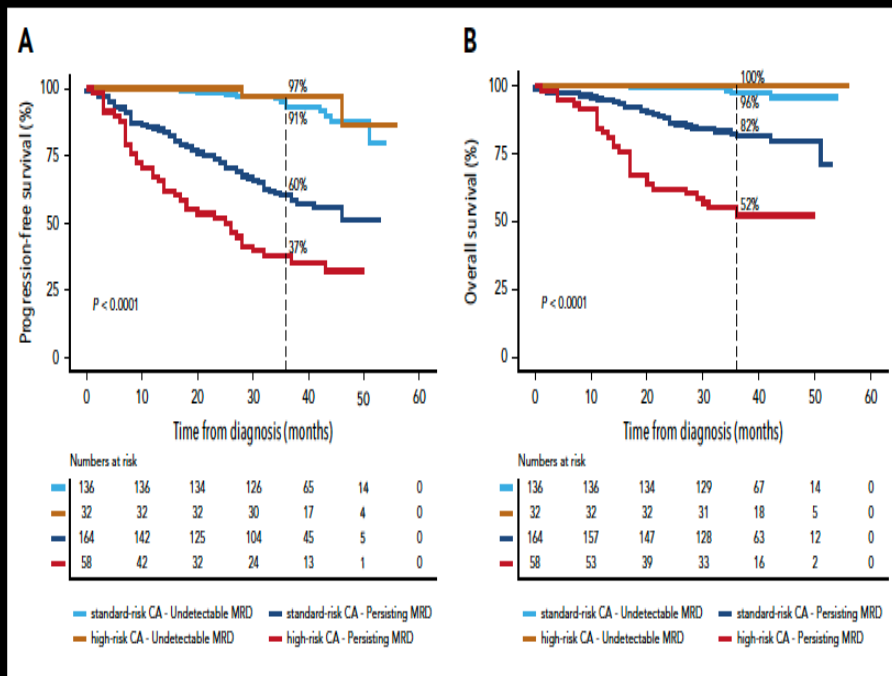 A
Progression-free survival (%)
100
75
50
25
0
97%
91%
60%
37%
P < 0.0001
0 10 20 30 40 50 60
Time from diagnosis (months)
Numbers at risk
136 136 134 126 65 14 0
32 32 32 30 17 4 0
164 142 125 104 45 5 0
58 42 32 24 13 1 0
standard-risk CA - Undetectable MRD standard-risk CA - Persisting MRD
high-risk CA - Undetectable MRD high-risk CA - Persisting MRD
B
Overall survival (%)
100
75
50
25
0
100%
96%
82%
52%
P < 0.0001
0 10 20 30 40 50 60
Time from diagnosis (months)
Numbers at risk
136 136 134 129 67 14 0
32 32 32 31 18 5 0
164 157 147 128 63 12 0
58 53 39 33 16 2 0
standard-risk CA - Undetectable MRD standard-risk CA - Persisting MRD
high-risk CA - Undetectable MRD high-risk CA - Persisting MRD